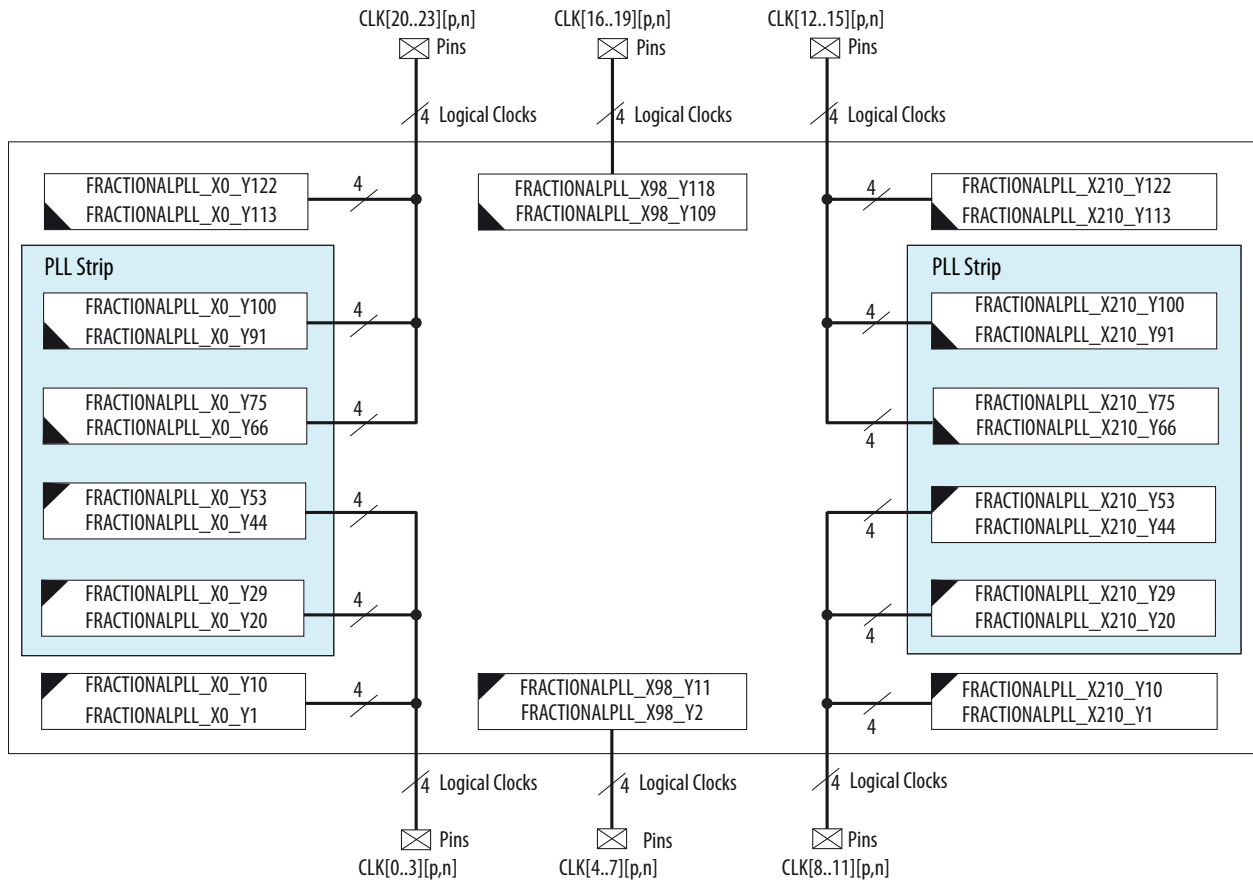 CLK[20..23][p,n]
CLK[16..19][p,n]
CLK[12..15][p,n]
Pins
Pins
Pins
4 Logical Clocks
4 Logical Clocks
4 Logical Clocks
FRACTIONALPLL_X0_Y122
FRACTIONALPLL_X0_Y113
4
FRACTIONALPLL_X98_Y118
FRACTIONALPLL_X98_Y109
4
FRACTIONALPLL_X210_Y122
FRACTIONALPLL_X210_Y113
PLL Strip
PLL Strip
FRACTIONALPLL_X0_Y100
FRACTIONALPLL_X0_Y91
4
4
FRACTIONALPLL_X210_Y100
FRACTIONALPLL_X210_Y91
FRACTIONALPLL_X0_Y75
FRACTIONALPLL_X0_Y66
4
4
FRACTIONALPLL_X210_Y75
FRACTIONALPLL_X210_Y66
FRACTIONALPLL_X0_Y53
FRACTIONALPLL_X0_Y44
4
4
FRACTIONALPLL_X210_Y53
FRACTIONALPLL_X210_Y44
FRACTIONALPLL_X0_Y29
FRACTIONALPLL_X0_Y20
4
4
FRACTIONALPLL_X210_Y29
FRACTIONALPLL_X210_Y20
FRACTIONALPLL_X0_Y10
FRACTIONALPLL_X0_Y1
4
FRACTIONALPLL_X98_Y11
FRACTIONALPLL_X98_Y2
4
FRACTIONALPLL_X210_Y10
FRACTIONALPLL_X210_Y1
4 Logical Clocks
4 Logical Clocks
4 Logical Clocks
Pins
Pins
Pins
CLK[0..3][p,n]
CLK[4..7][p,n]
CLK[8..11][p,n]